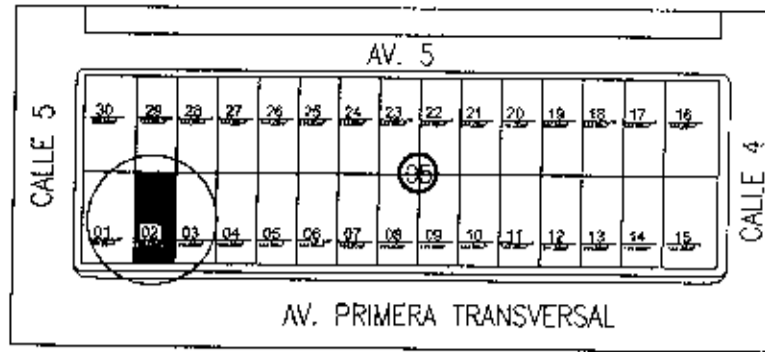 AV. 5
CALLE 5
30 29 28 27 26 25 24 23 22 21 20 19 18 17 16
35
CALLE 4
01 02 03 04 05 06 07 08 09 10 11 12 13 14 15
AV. PRIMERA TRANSVERSAL